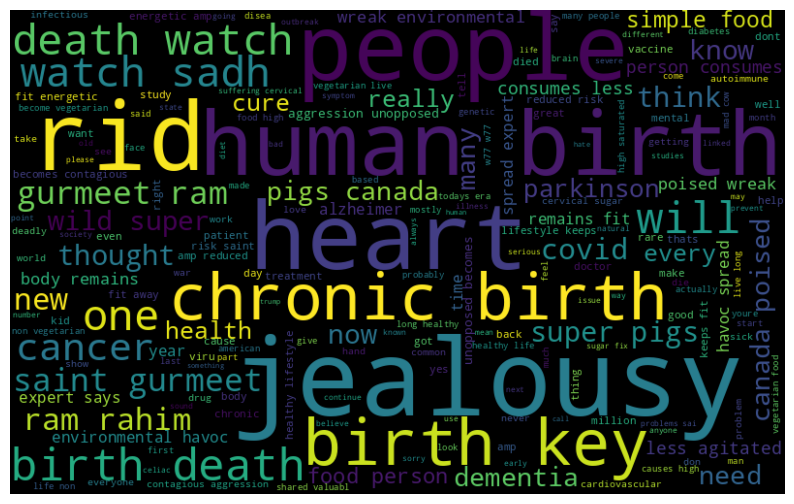 infectious energetic amp going disea
outbreak
say many people
simple food
death watch
people
wreak environmental
different
dont
vaccine
know
watch sadh
life brain severe
died
diabetes
person consumes
suffering cervical
vegetarian live
come autoimmune
fit energetic study
cure
really
consumes less
tell
think
become vegetarian state symptom
said
aggression unopposed
genetic
reduced risk
mad cow
rid
human birth
food high
great
mental
well
take want old
many
w77 w77
spread expert
high saturated
month
please see face
diet bad
hate
getting linked
studies
becomes contagious
right
made
based
todays era
parkinson
poised wreak
gurmeet ram
pigs canada
cervical sugar
may
help
wild super
work
love alzheimer mostly human
remains fit
will
prevent
point
deadly
even
patient
always
illness
lifestyle keeps natural
rare thats
society
risk saint
heart
covid every
canada poised
thought
world
amp reduced
serious
doctor
die
body remains
war
day
probably
feel
make
actually
live long
new
one
number
fit away
treatment
trump
chronic birth
time
unopposed becomes
issue way
youre
havoc spread
start
kid
health
long healthy
give
known
now
back
super pigs
good
keeps fit
sick
cancer
year
cause
viru part
american
hand
got
common
mean
healthy life
sugar fix
much
vegetarian food
show last
something
healthy lifestyle
yes
thing
saint gurmeet
jealousy
next
expert says
drug body
continue
never
million
problems sai
anyone
problem
ram rahim
chronic
birth key
use
call
look
don man
environmental havoc
believe
amp
less agitated
first
celiac
sorry
early
causes high
birth death
food person
dementia
need
life non everyone
contagious aggression
shared valuabl
cardiovascular
non vegetarian